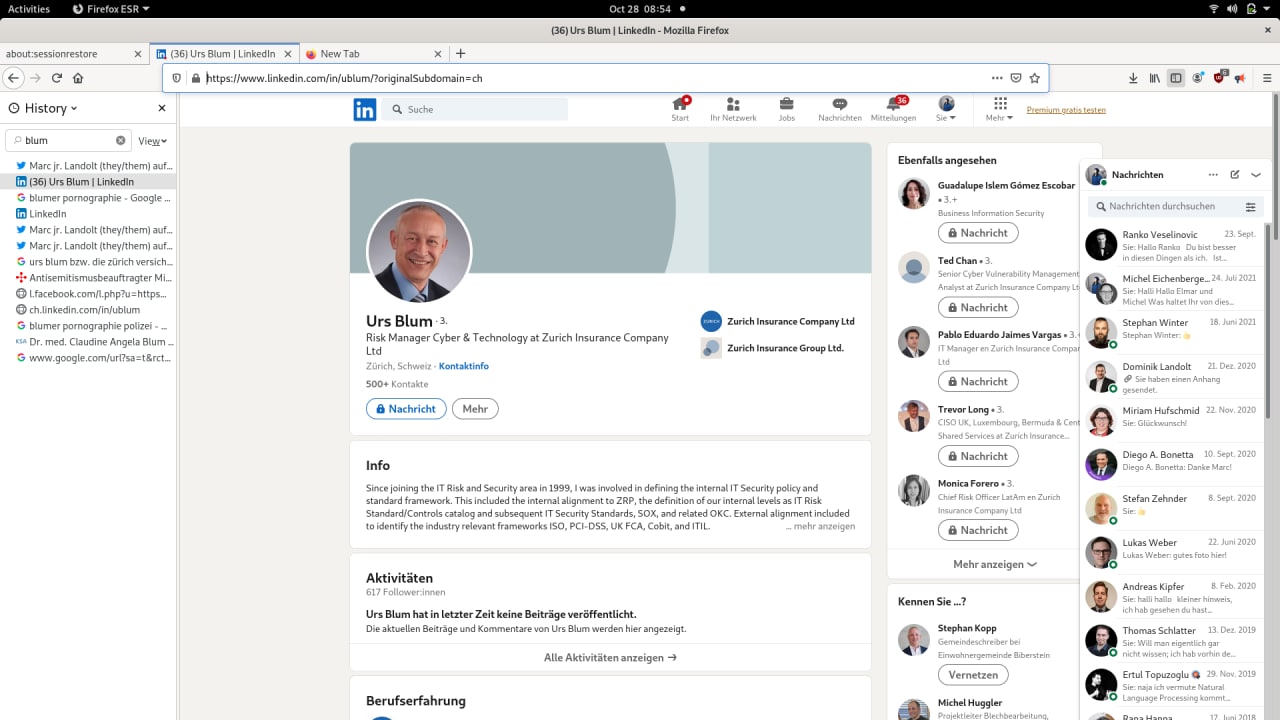 Activities
Firefox ESR
Oct 28 08:54
(36) Urs Blum | LinkedIn - Mozilla Firefox
about:sessionrestore
(36) Urs Blum | LinkedIn
New Tab
https://www.linkedin.com/in/ublum/?originalSubdomain=ch
6
History
blum
View
Marc jr. Landolt (they/them) auf...
(36) Urs Blum | LinkedIn
blumer pornographie - Google ...
LinkedIn
Marc jr. Landolt (they/them) auf...
Marc jr. Landolt (they/them) auf...
urs blum bzw. die zürich versich...
Antisemitismusbeauftragter Mi...
l.facebook.com/l.php?u=https...
ch.linkedin.com/in/ublum
blumer pornographie polizei - ...
Dr. med. Claudine Angela Blum ...
www.google.com/url?sa=t&rct...
in
Suche
Start
Ihr Netzwerk
Jobs
Nachrichten
36
Mitteilungen
Sie
Mehr
Premium gratis testen
Urs Blum · 3.
Risk Manager Cyber & Technology at Zurich Insurance Company
Ltd
Zürich, Schweiz · Kontaktinfo
500+ Kontakte
Nachricht
Mehr
ZURICH
Zurich Insurance Company Ltd
Zurich Insurance Group Ltd.
Info
Since joining the IT Risk and Security area in 1999, I was involved in defining the internal IT Security policy and
standard framework. This included the internal alignment to ZRP, the definition of our internal levels as IT Risk
Standard/Controls catalog and subsequent IT Security Standards, SOX, and related OKC. External alignment included
to identify the industry relevant frameworks ISO, PCI-DSS, UK FCA, Cobit, and ITIL. ... mehr anzeigen
Aktivitäten
617 Follower:innen
Urs Blum hat in letzter Zeit keine Beiträge veröffentlicht.
Die aktuellen Beiträge und Kommentare von Urs Blum werden hier angezeigt.
Alle Aktivitäten anzeigen →
Berufserfahrung
Ebenfalls angesehen
Guadalupe Islem Gómez Escobar
• 3.+
Business Information Security
Nachricht
Ted Chan • 3.
Senior Cyber Vulnerability Management
Analyst at Zurich Insurance Company Lt
Nachricht
Pablo Eduardo Jaimes Vargas • 3.
IT Manager en Zurich Insurance Compar
Ltd
Nachricht
Trevor Long • 3.
CISO UK, Luxembourg, Bermuda & Cent
Shared Services at Zurich Insurance...
Nachricht
Monica Forero • 3.
Chief Risk Officer LatAm en Zurich
Insurance Company Ltd
Nachricht
Mehr anzeigen
Kennen Sie ...?
Stephan Kopp
Gemeindeschreiber bei
Einwohnergemeinde Biberstein
Vernetzen
Michel Huggler
Projektleiter Blechbearbeitung,
Nachrichten
Nachrichten durchsuchen
Ranko Veselinovic 23. Sept.
Sie: Hallo Ranko Du bist besser
in diesen Dingen als ich. Ist...
Michel Eichenberge... 24. Juli 2021
Sie: Halli Hallo Elmar und
Michel Was haltet Ihr von dies...
Stephan Winter 18. Juni 2021
Stephan Winter: 👍
Dominik Landolt 21. Dez. 2020
Sie haben einen Anhang
gesendet.
Miriam Hufschmid 22. Nov. 2020
Sie: Glückwunsch!
Diego A. Bonetta 10. Sept. 2020
Diego A. Bonetta: Danke Marc!
Stefan Zehnder 8. Sept. 2020
Sie: 👍
Lukas Weber 22. Juni 2020
Lukas Weber: gutes foto hier!
Andreas Kipfer 8. Feb. 2020
Sie: halli hallo kleiner hinweis,
ich hab gesehen du hast...
Thomas Schlatter 13. Dez. 2019
Sie: Will man eigentlich gar
nicht wissen; ich hab vorhin de...
Ertul Topuzoglu 29. Nov. 2019
Sie: naja ich vermute Natural
Language Processing kommt...
Rana Hanna 17. Juni 2018